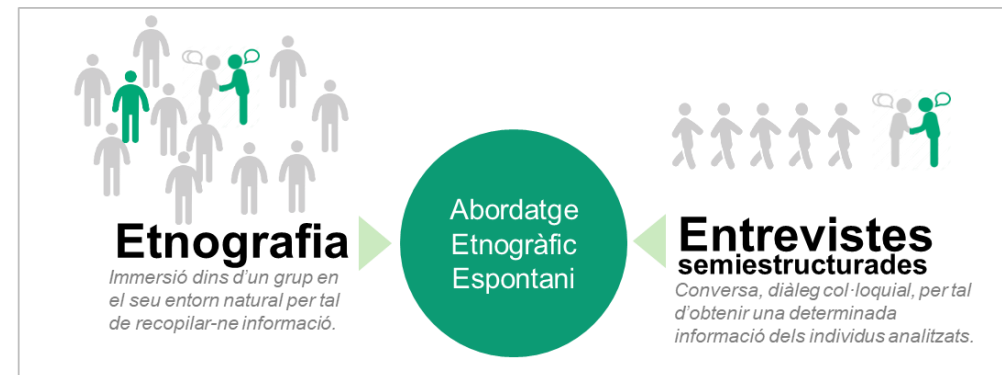 Etnografia
Immersió dins d’un grup en
el seu entorn natural per tal
de recopilar-ne informació.
Abordatge
Etnogràfic
Espontani
Entrevistes
semiestructurades
Conversa, diàleg col·loquial, per tal
d’obtenir una determinada
informació dels individus analitzats.